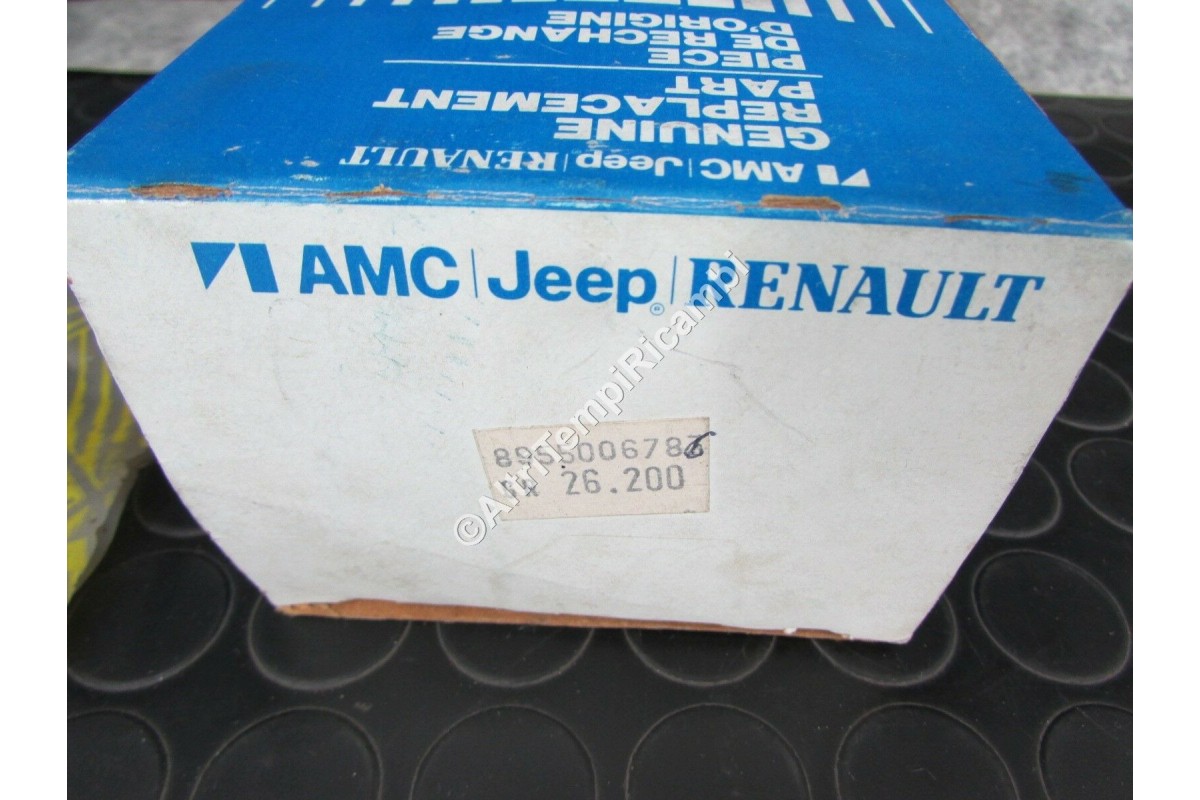 PIECE
DE RECHANGE
D'ORIGINE
GENUINE
REPLACEMENT
PART
AMC|Jeep|RENAULT
AMC|Jeep®|RENAULT
26.200
©AltriTempiRicambi